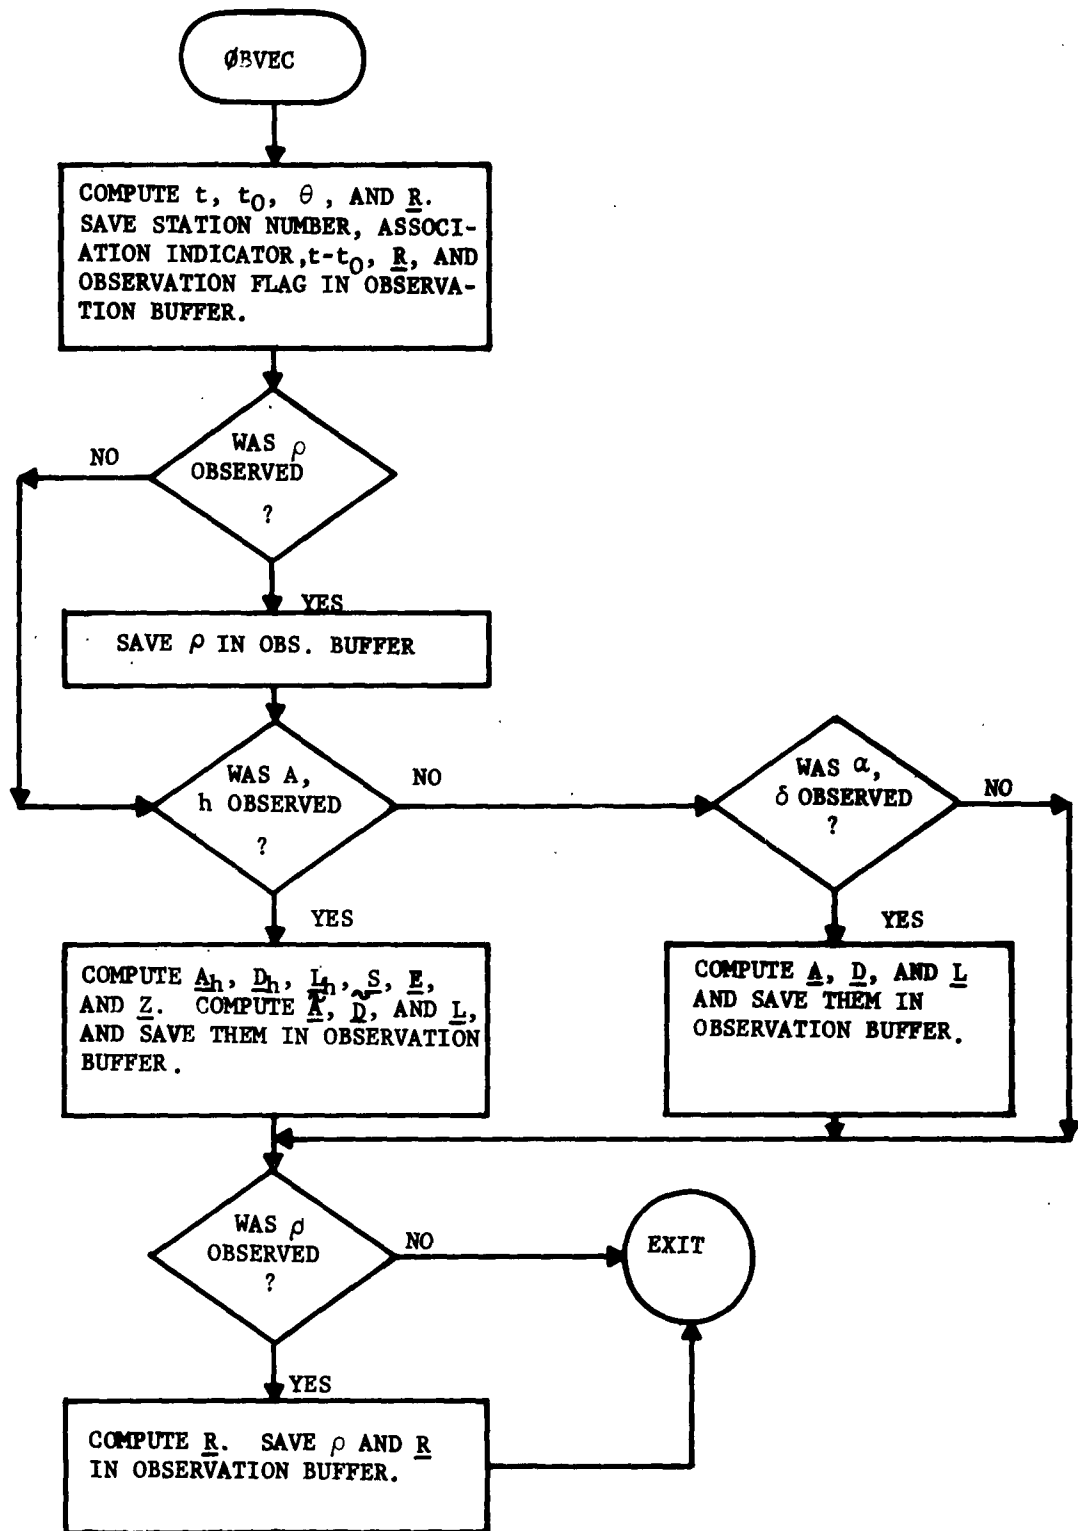 ØBVEC
COMPUTE t, t0, θ, AND R.
SAVE STATION NUMBER, ASSOCI-
ATION INDICATOR,t-t0, R, AND
OBSERVATION FLAG IN OBSERVA-
TION BUFFER.
WAS ρ
OBSERVED
?
NO
YES
SAVE ρ IN OBS. BUFFER
WAS A,
h OBSERVED
?
NO
YES
WAS α,
δ OBSERVED
?
NO
YES
COMPUTE Ah, Dh, Lh, S, E,
AND Z. COMPUTE Ã, D̃, AND L,
AND SAVE THEM IN OBSERVATION
BUFFER.
COMPUTE A, D, AND L
AND SAVE THEM IN
OBSERVATION BUFFER.
WAS ρ̇
OBSERVED
?
NO
YES
EXIT
COMPUTE R. SAVE ρ AND R
IN OBSERVATION BUFFER.